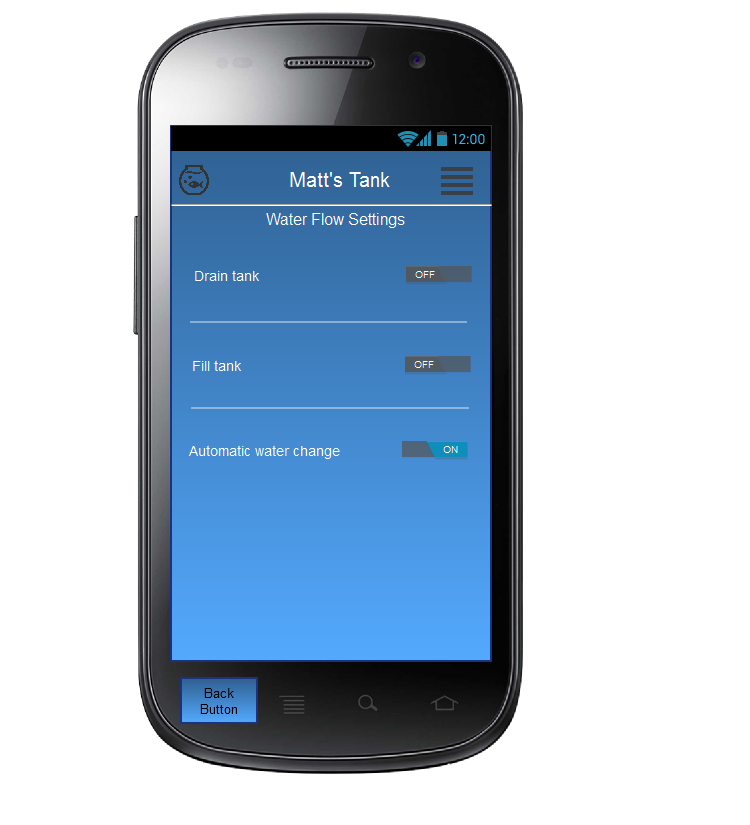 12:00
Matt's Tank
Water Flow Settings
Drain tank OFF
Fill tank OFF
Automatic water change ON
Back
Button